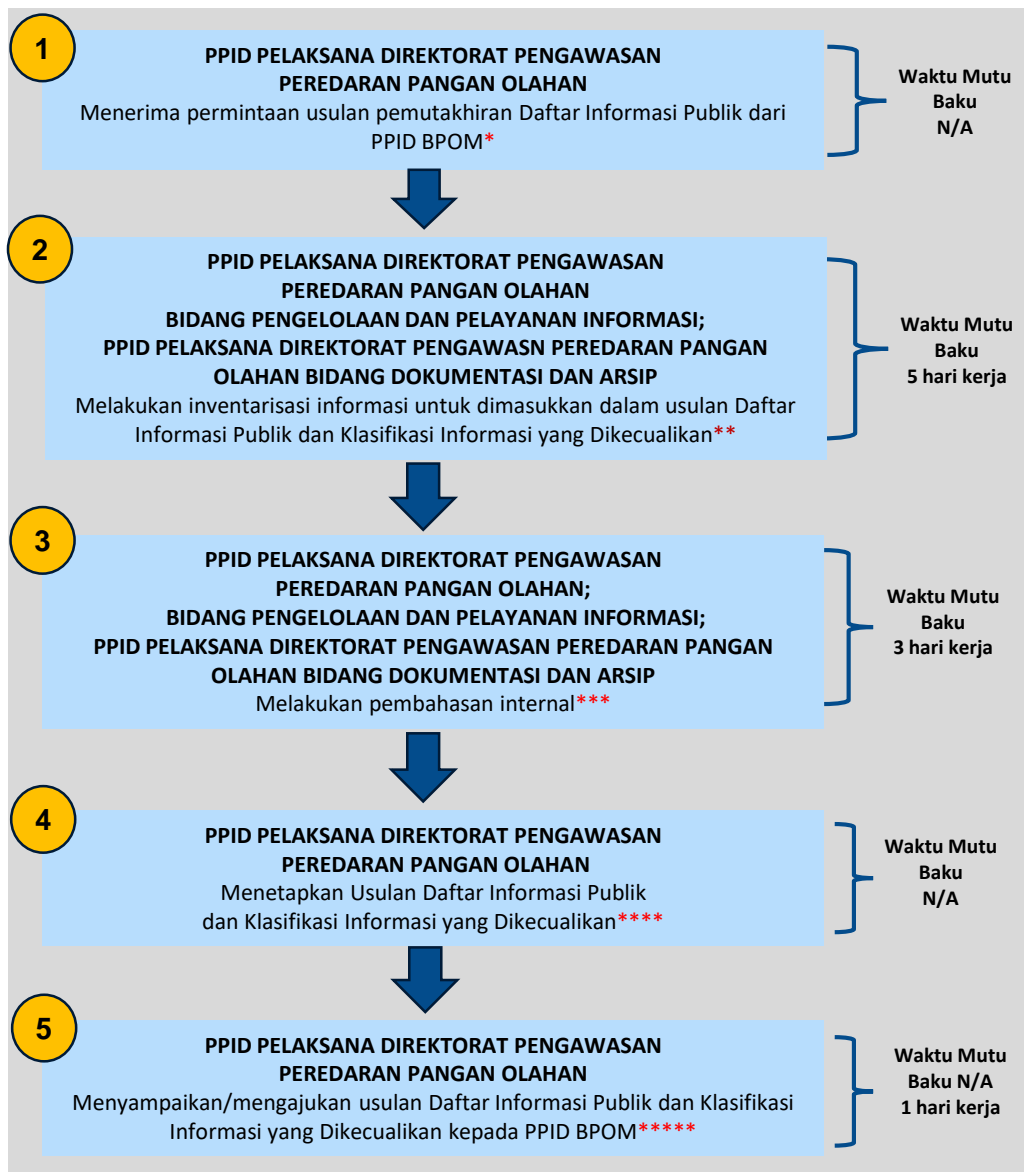 1
PPID PELAKSANA DIREKTORAT PENGAWASAN
PEREDARAN PANGAN OLAHAN
Menerima permintaan usulan pemutakhiran Daftar Informasi Publik dari
PPID BPOM*
Waktu Mutu
Baku
N/A
2
PPID PELAKSANA DIREKTORAT PENGAWASAN
PEREDARAN PANGAN OLAHAN
BIDANG PENGELOLAAN DAN PELAYANAN INFORMASI;
PPID PELAKSANA DIREKTORAT PENGAWASN PEREDARAN PANGAN
OLAHAN BIDANG DOKUMENTASI DAN ARSIP
Melakukan inventarisasi informasi untuk dimasukkan dalam usulan Daftar
Informasi Publik dan Klasifikasi Informasi yang Dikecualikan**
Waktu Mutu
Baku
5 hari kerja
3
PPID PELAKSANA DIREKTORAT PENGAWASAN
PEREDARAN PANGAN OLAHAN;
BIDANG PENGELOLAAN DAN PELAYANAN INFORMASI;
PPID PELAKSANA DIREKTORAT PENGAWASAN PEREDARAN PANGAN
OLAHAN BIDANG DOKUMENTASI DAN ARSIP
Melakukan pembahasan internal***
Waktu Mutu
Baku
3 hari kerja
4
PPID PELAKSANA DIREKTORAT PENGAWASAN
PEREDARAN PANGAN OLAHAN
Menetapkan Usulan Daftar Informasi Publik
dan Klasifikasi Informasi yang Dikecualikan****
Waktu Mutu
Baku
N/A
5
PPID PELAKSANA DIREKTORAT PENGAWASAN
PEREDARAN PANGAN OLAHAN
Menyampaikan/mengajukan usulan Daftar Informasi Publik dan Klasifikasi
Informasi yang Dikecualikan kepada PPID BPOM*****
Waktu Mutu
Baku N/A
1 hari kerja